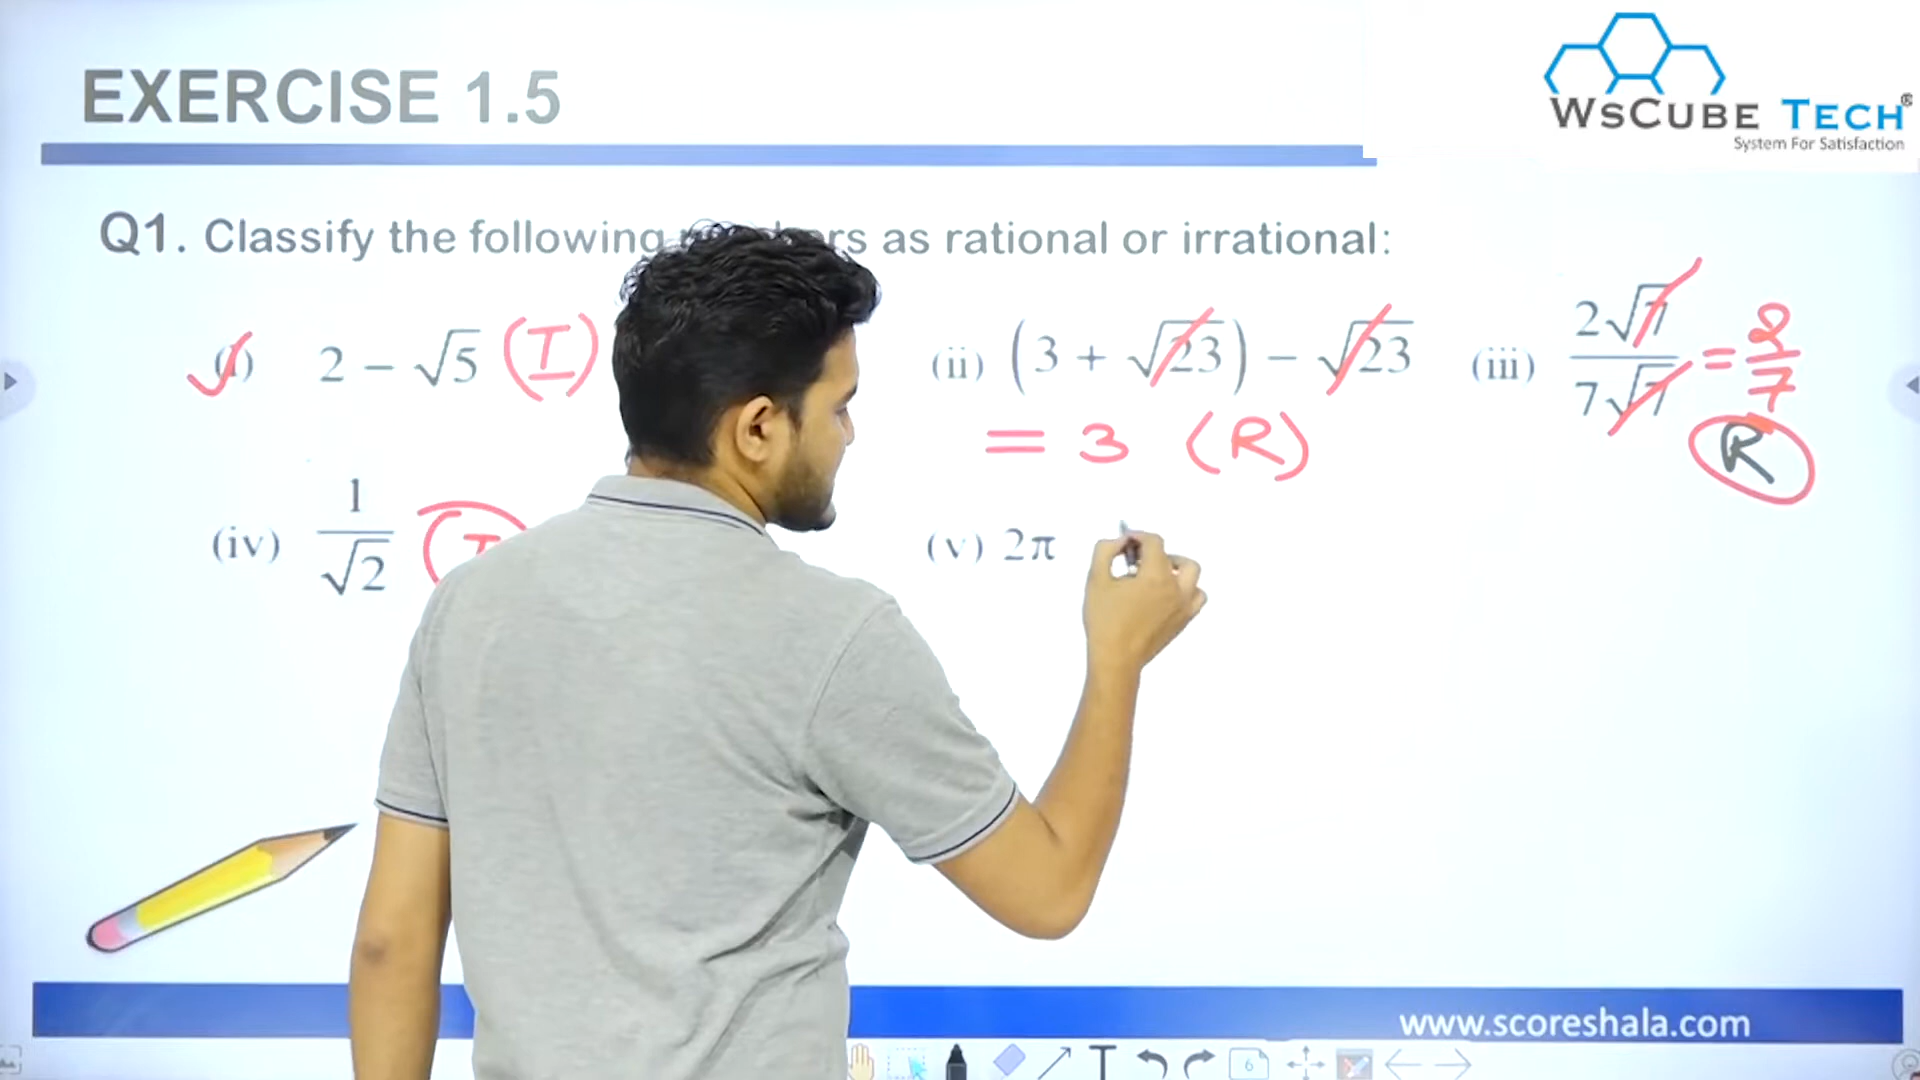 EXERCISE 1.5
WSCUBE TECH®
System For Satisfaction
Q1. Classify the following as rational or irrational:
(i) 2 − √5 (I)
(ii) (3 + √23) − √23
= 3 (R)
(iii) 2√7 / 7√7 = 2/7
R
(iv) 1/√2
(v) 2π
www.scoreshala.com
T
6